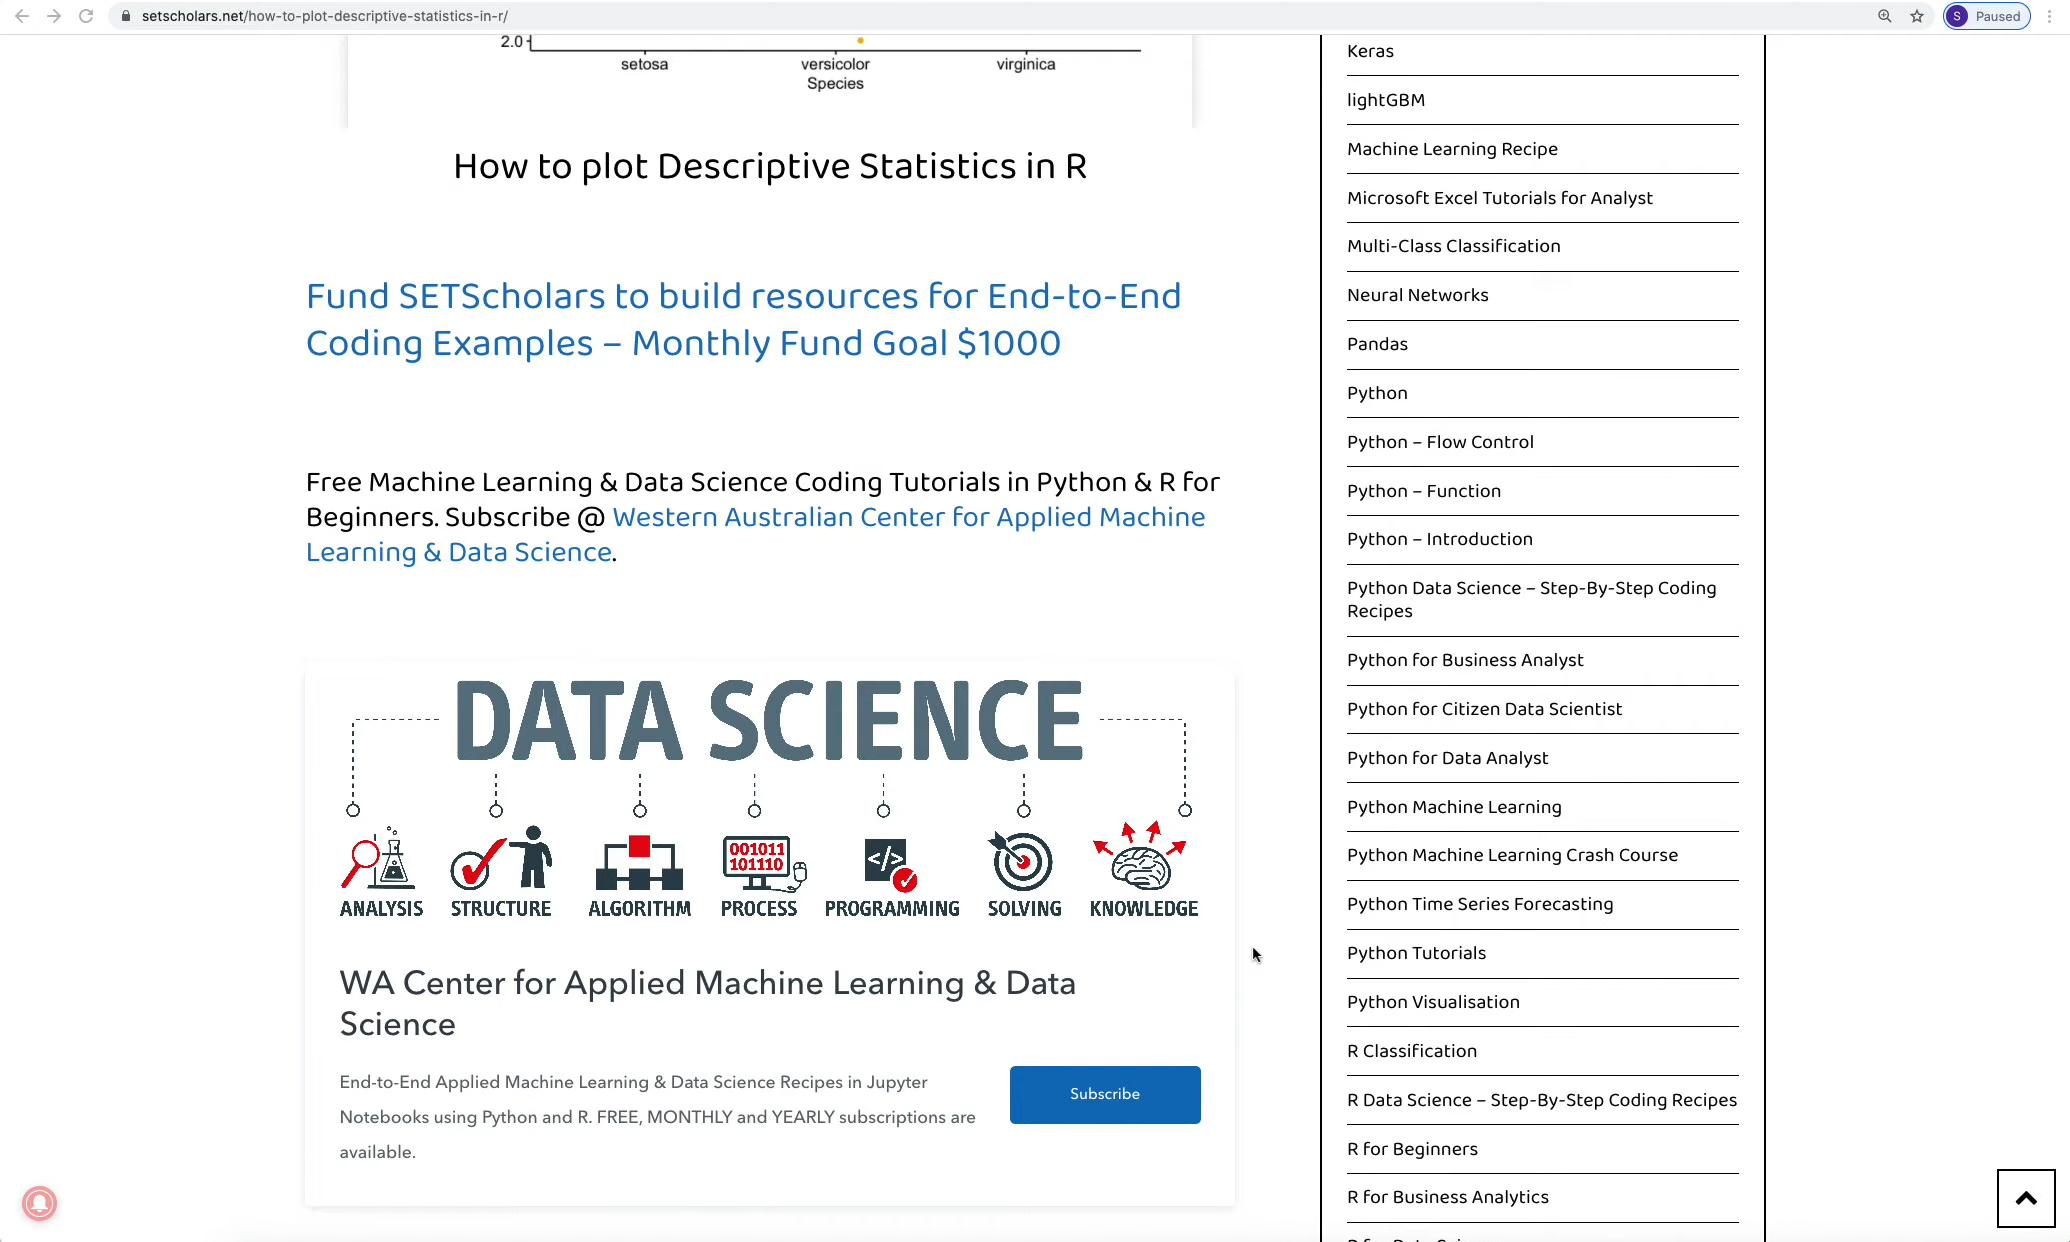 setscholars.net/how-to-plot-descriptive-statistics-in-r/
S Paused
2.0
setosa versicolor virginica
Species
How to plot Descriptive Statistics in R
Fund SETScholars to build resources for End-to-End
Coding Examples – Monthly Fund Goal $1000
Free Machine Learning & Data Science Coding Tutorials in Python & R for
Beginners. Subscribe @ Western Australian Center for Applied Machine
Learning & Data Science.
DATA SCIENCE
001011
101110
</>
ANALYSIS STRUCTURE ALGORITHM PROCESS PROGRAMMING SOLVING KNOWLEDGE
WA Center for Applied Machine Learning & Data
Science
End-to-End Applied Machine Learning & Data Science Recipes in Jupyter
Notebooks using Python and R. FREE, MONTHLY and YEARLY subscriptions are
available.
Subscribe
Keras
lightGBM
Machine Learning Recipe
Microsoft Excel Tutorials for Analyst
Multi-Class Classification
Neural Networks
Pandas
Python
Python – Flow Control
Python – Function
Python – Introduction
Python Data Science – Step-By-Step Coding
Recipes
Python for Business Analyst
Python for Citizen Data Scientist
Python for Data Analyst
Python Machine Learning
Python Machine Learning Crash Course
Python Time Series Forecasting
Python Tutorials
Python Visualisation
R Classification
R Data Science – Step-By-Step Coding Recipes
R for Beginners
R for Business Analytics